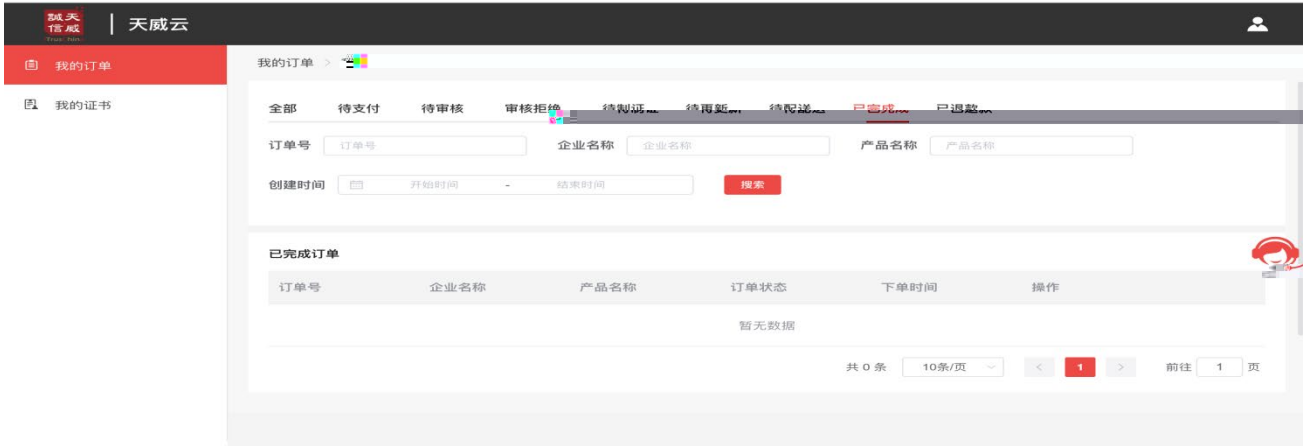 誠天
信威
天威云
我的订单
我的证书
我的订单 >
全部 待支付 待审核 审核拒绝 待制证 待更新 待配送 已完成 已退款
订单号 订单号 企业名称 企业名称 产品名称 产品名称
创建时间 开始时间 - 结束时间 搜索
已完成订单
订单号 企业名称 产品名称 订单状态 下单时间 操作
暂无数据
共 0 条 10条/页 < 1 > 前往 1 页